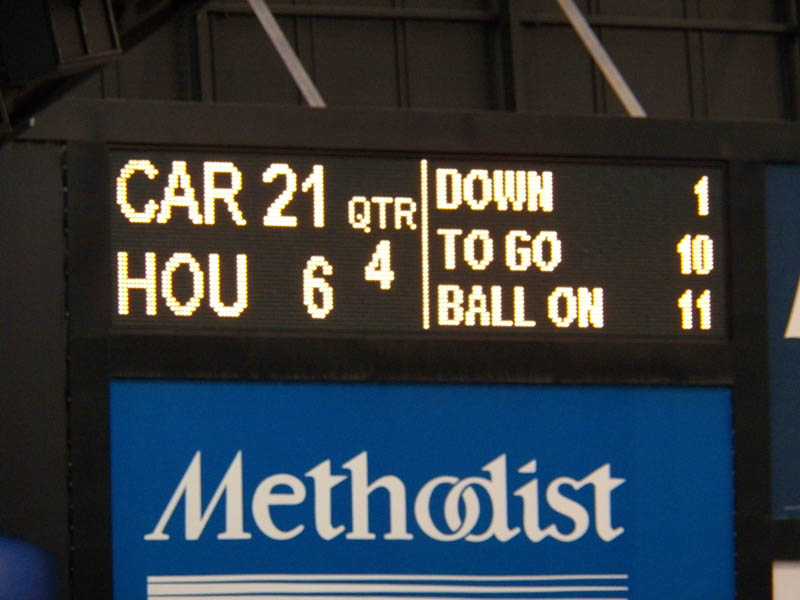 CAR 21 QTR
HOU 6 4
DOWN 1
TO GO 10
BALL ON 11
Methodist